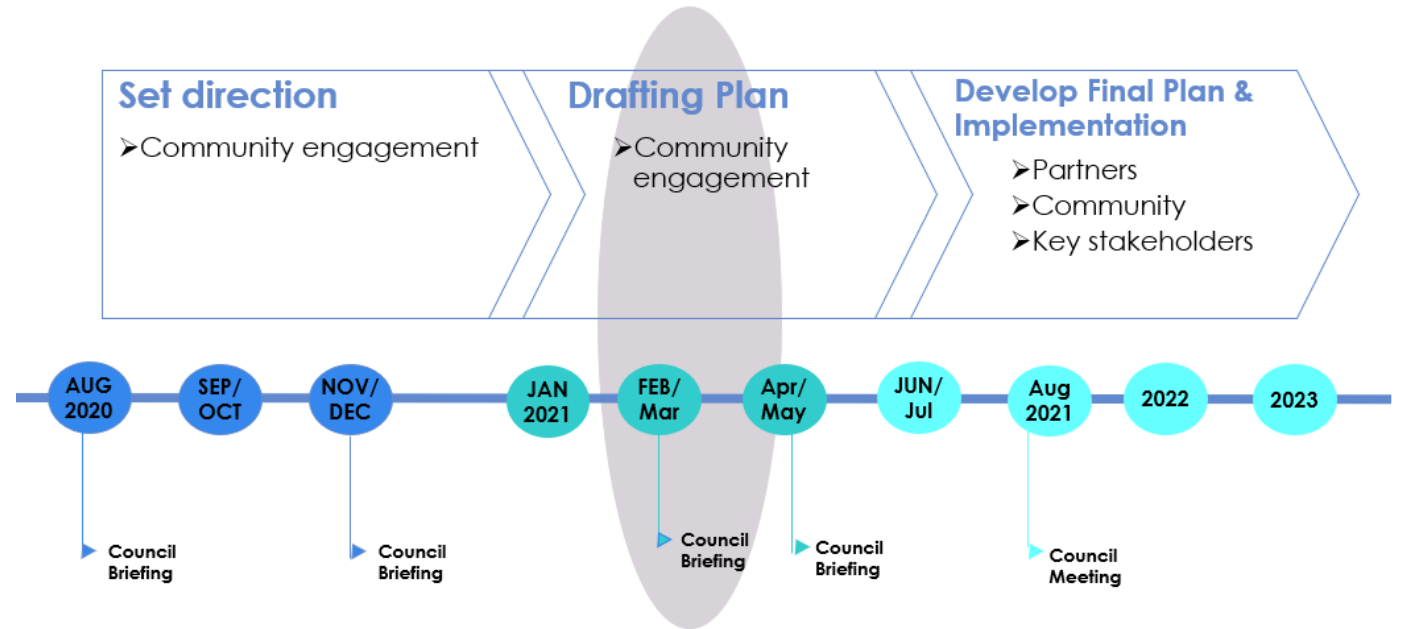 Set direction
➢Community engagement
Drafting Plan
➢Community
engagement
Develop Final Plan &
Implementation
➢Partners
➢Community
➢Key stakeholders
AUG
2020
SEP/
OCT
NOV/
DEC
JAN
2021
FEB/
Mar
Apr/
May
JUN/
Jul
Aug
2021
2022
2023
Council
Briefing
Council
Briefing
Council
Briefing
Council
Briefing
Council
Meeting